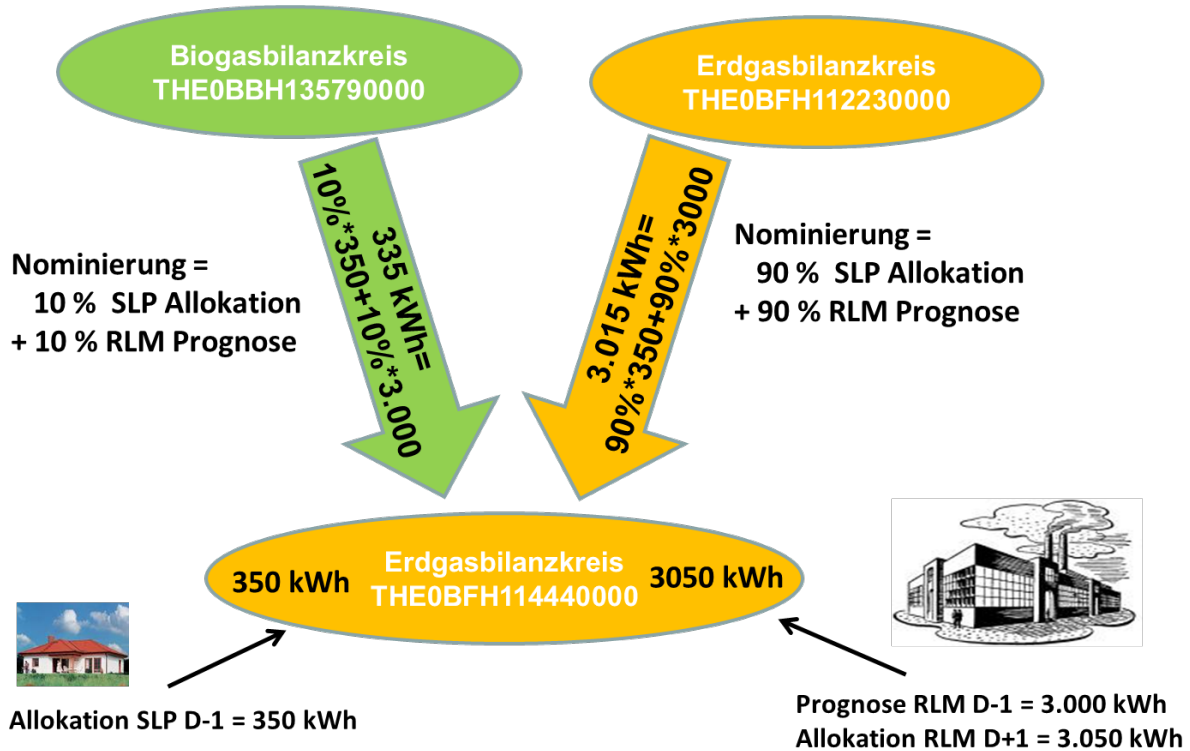 Biogasbilanzkreis
THE0BBH135790000
Erdgasbilanzkreis
THE0BFH112230000
335 kWh=
10%*350+10%*3.000
3.015 kWh=
90%*350+90%*3000
Nominierung =
10 % SLP Allokation
+ 10 % RLM Prognose
Nominierung =
90 % SLP Allokation
+ 90 % RLM Prognose
350 kWh
Erdgasbilanzkreis
THE0BFH114440000
3050 kWh
Allokation SLP D-1 = 350 kWh
Prognose RLM D-1 = 3.000 kWh
Allokation RLM D+1 = 3.050 kWh